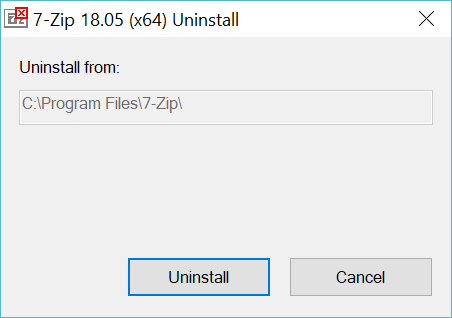 7-Zip 18.05 (x64) Uninstall
Uninstall from:
C:\Program Files\7-Zip\
Uninstall
Cancel